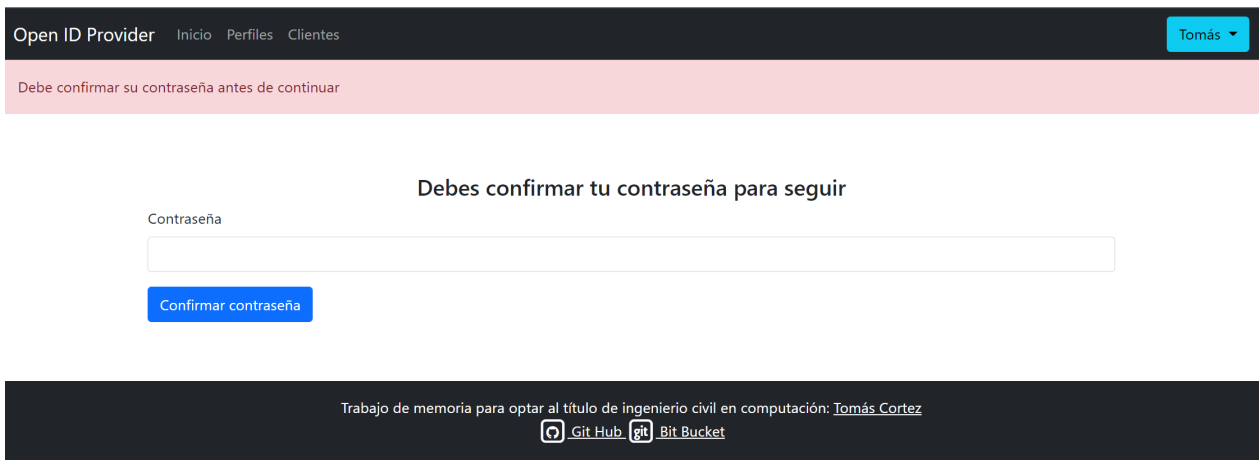 Open ID Provider Inicio Perfiles Clientes Tomás
Debe confirmar su contraseña antes de continuar
Debes confirmar tu contraseña para seguir
Contraseña
Confirmar contraseña
Trabajo de memoria para optar al título de ingenierio civil en computación: Tomás Cortez
Git Hub git Bit Bucket